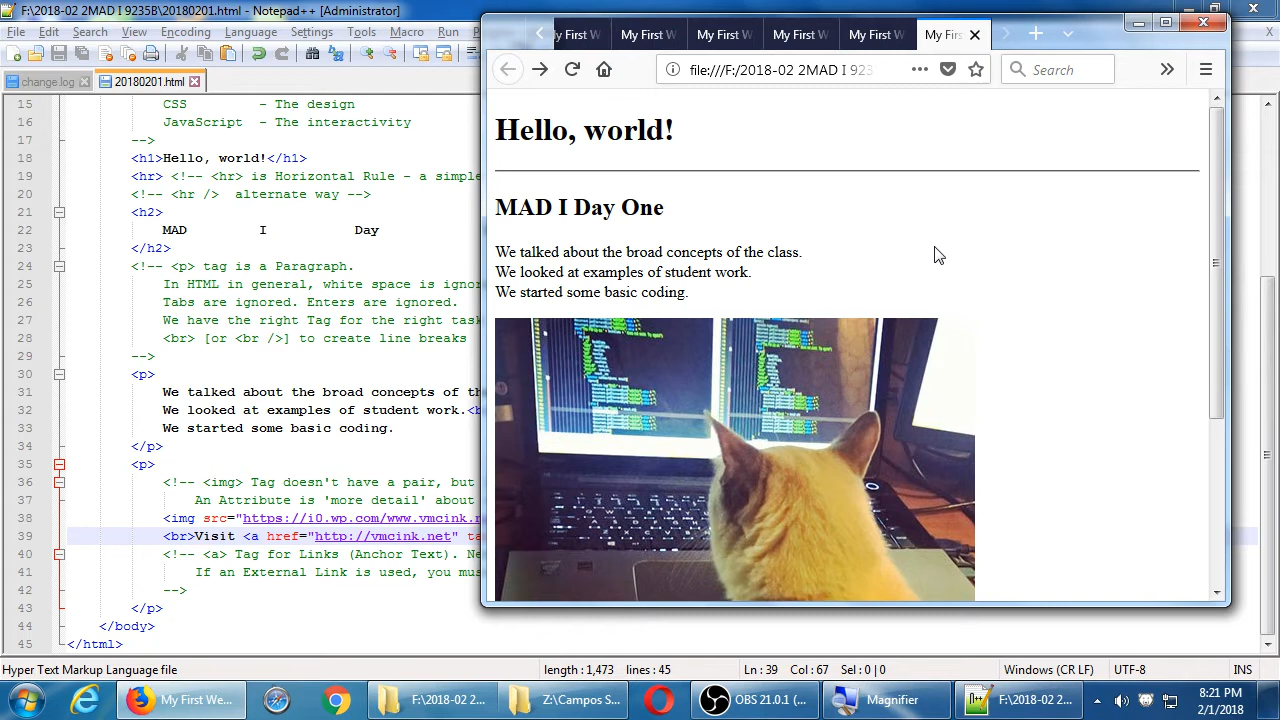 F:\2018-02 2MAD I 9235B\20180201.html - Notepad++ [Administrator]
File Edit Search View Encoding Language Settings Tools Macro Run
change.log 20180201.html
15 CSS - The design
16 JavaScript - The interactivity
17 -->
18 <h1>Hello, world!</h1>
19 <hr> <!-- <hr> is Horizontal Rule - a simple
20 <!-- <hr /> alternate way -->
21 <h2>
22 MAD I Day
23 </h2>
24 <!-- <p> tag is a Paragraph.
25 In HTML in general, white space is ignor
26 Tabs are ignored. Enters are ignored.
27 We have the right Tag for the right task
28 <br> [or <br />] to create line breaks
29 -->
30 <p>
31 We talked about the broad concepts of th
32 We looked at examples of student work.<b
33 We started some basic coding.
34 </p>
35 <p>
36 <!-- <img> Tag doesn't have a pair, but
37 An Attribute is 'more detail' about
38 <img src="https://i0.wp.com/www.vmcink.n
39 <br>Visit <a href="http://vmcink.net" ta
40 <!-- <a> Tag for Links (Anchor Text). Ne
41 If an External Link is used, you mus
42 -->
43 </p>
44 </body>
45 </html>
y First W My First W My First W My First W My First W My Firs
file:///F:/2018-02 2MAD I 923 Search
Hello, world!
MAD I Day One
We talked about the broad concepts of the class.
We looked at examples of student work.
We started some basic coding.
Hyper Text Markup Language file length : 1,473 lines : 45 Ln : 39 Col : 67 Sel : 0 | 0 Windows (CR LF) UTF-8 INS
My First We... F:\2018-02 2... Z:\Campos S... OBS 21.0.1 (... Magnifier F:\2018-02 2... 8:21 PM
2/1/2018